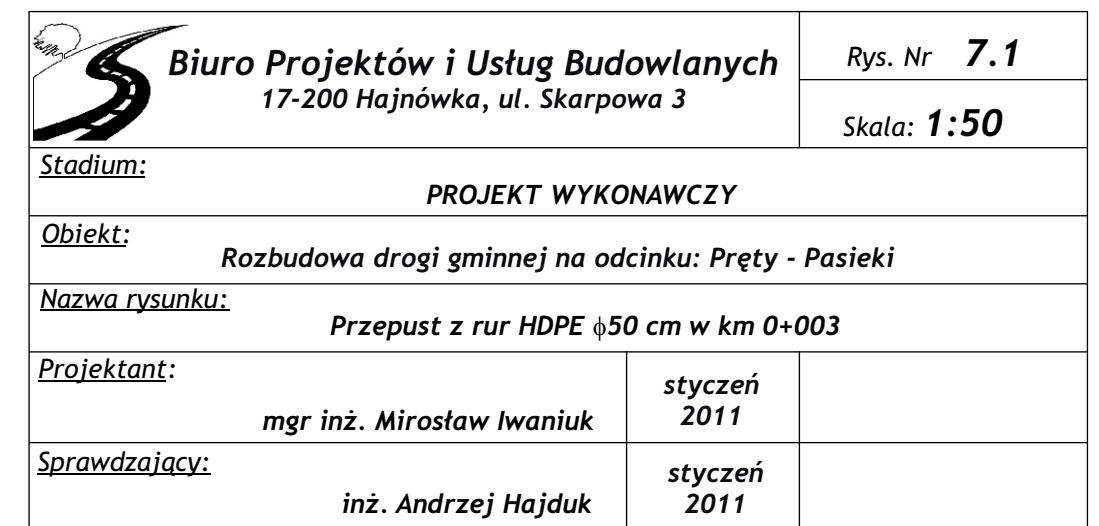 Biuro Projektów i Usług Budowlanych
17-200 Hajnówka, ul. Skarpowa 3
Rys. Nr 7.1
Skala: 1:50
Stadium:
PROJEKT WYKONAWCZY
Obiekt:
Rozbudowa drogi gminnej na odcinku: Pręty - Pasieki
Nazwa rysunku:
Przepust z rur HDPE ϕ50 cm w km 0+003
Projektant:
mgr inż. Mirosław Iwaniuk
styczeń
2011
Sprawdzający:
inż. Andrzej Hajduk
styczeń
2011